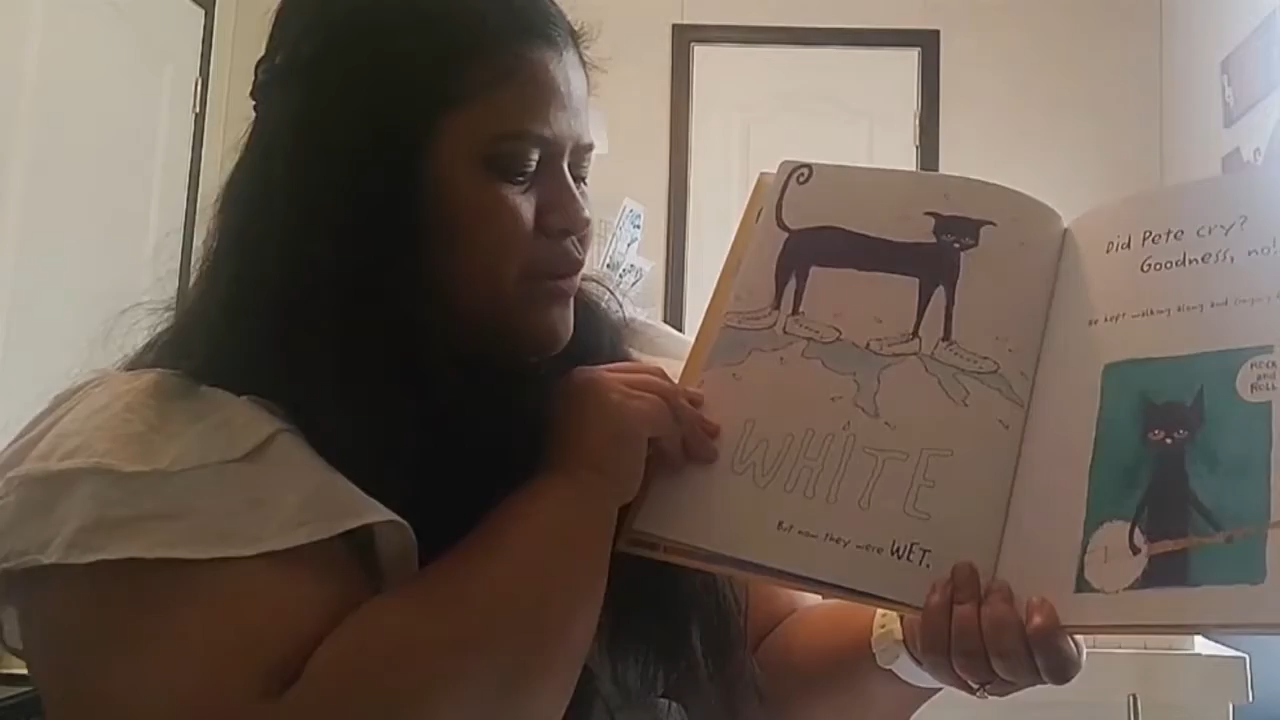 WHITE
But now they were WET.
Did Pete cry?
Goodness, no!
He kept walking along and singing
ROCK
and
ROLL